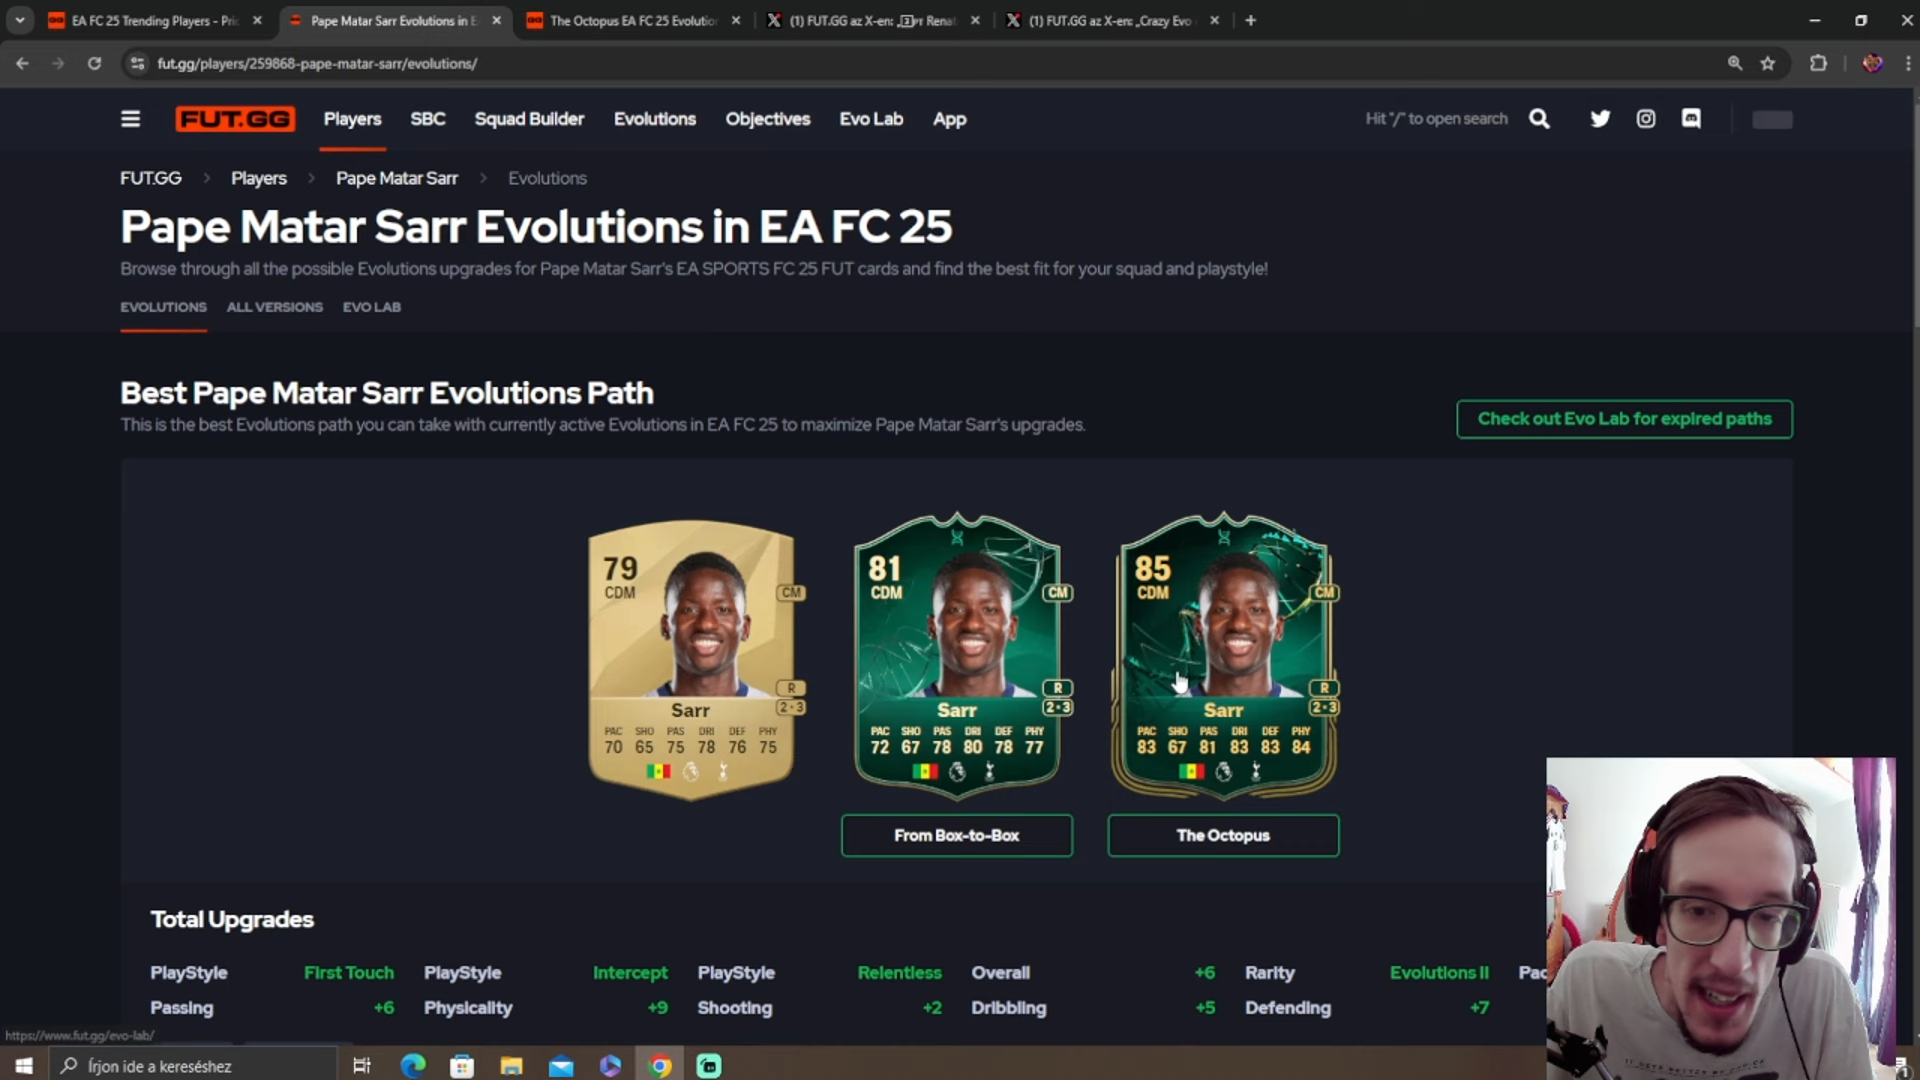 EA FC 25 Trending Players - Pri
Pape Matar Sarr Evolutions in E
The Octopus EA FC 25 Evolution
(1) FUT.GG az X-en: „
(1) FUT.GG az X-en: „Crazy Evo
fut.gg/players/259868-pape-matar-sarr/evolutions/
FUT.GG
Players
SBC
Squad Builder
Evolutions
Objectives
Evo Lab
App
Hit "/" to open search
FUT.GG > Players > Pape Matar Sarr > Evolutions
Pape Matar Sarr Evolutions in EA FC 25
Browse through all the possible Evolutions upgrades for Pape Matar Sarr's EA SPORTS FC 25 FUT cards and find the best fit for your squad and playstyle!
EVOLUTIONS ALL VERSIONS EVO LAB
Best Pape Matar Sarr Evolutions Path
This is the best Evolutions path you can take with currently active Evolutions in EA FC 25 to maximize Pape Matar Sarr's upgrades.
Check out Evo Lab for expired paths
79
CDM
CM
R
2•3
Sarr
PAC SHO PAS DRI DEF PHY
70 65 75 78 76 75
81
CDM
CM
R
2•3
Sarr
PAC SHO PAS DRI DEF PHY
72 67 78 80 78 77
From Box-to-Box
85
CDM
CM
R
2•3
Sarr
PAC SHO PAS DRI DEF PHY
83 67 81 83 83 84
The Octopus
Total Upgrades
PlayStyle First Touch PlayStyle Intercept PlayStyle Relentless Overall +6 Rarity Evolutions II Pac
Passing +6 Physicality +9 Shooting +2 Dribbling +5 Defending +7
https://www.fut.gg/evo-lab/
Írjon ide a kereséshez